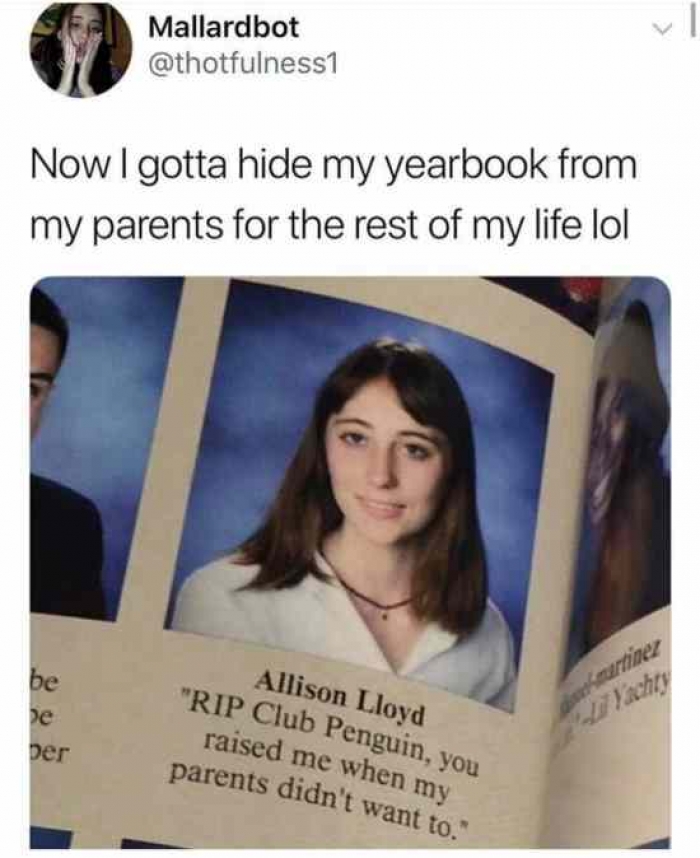 Mallardbot
@thotfulness1
Now I gotta hide my yearbook from
my parents for the rest of my life lol
Allison Lloyd
"RIP Club Penguin, you
raised me when my
parents didn't want to."
be
be
per
-martinez
-Lil Yachty